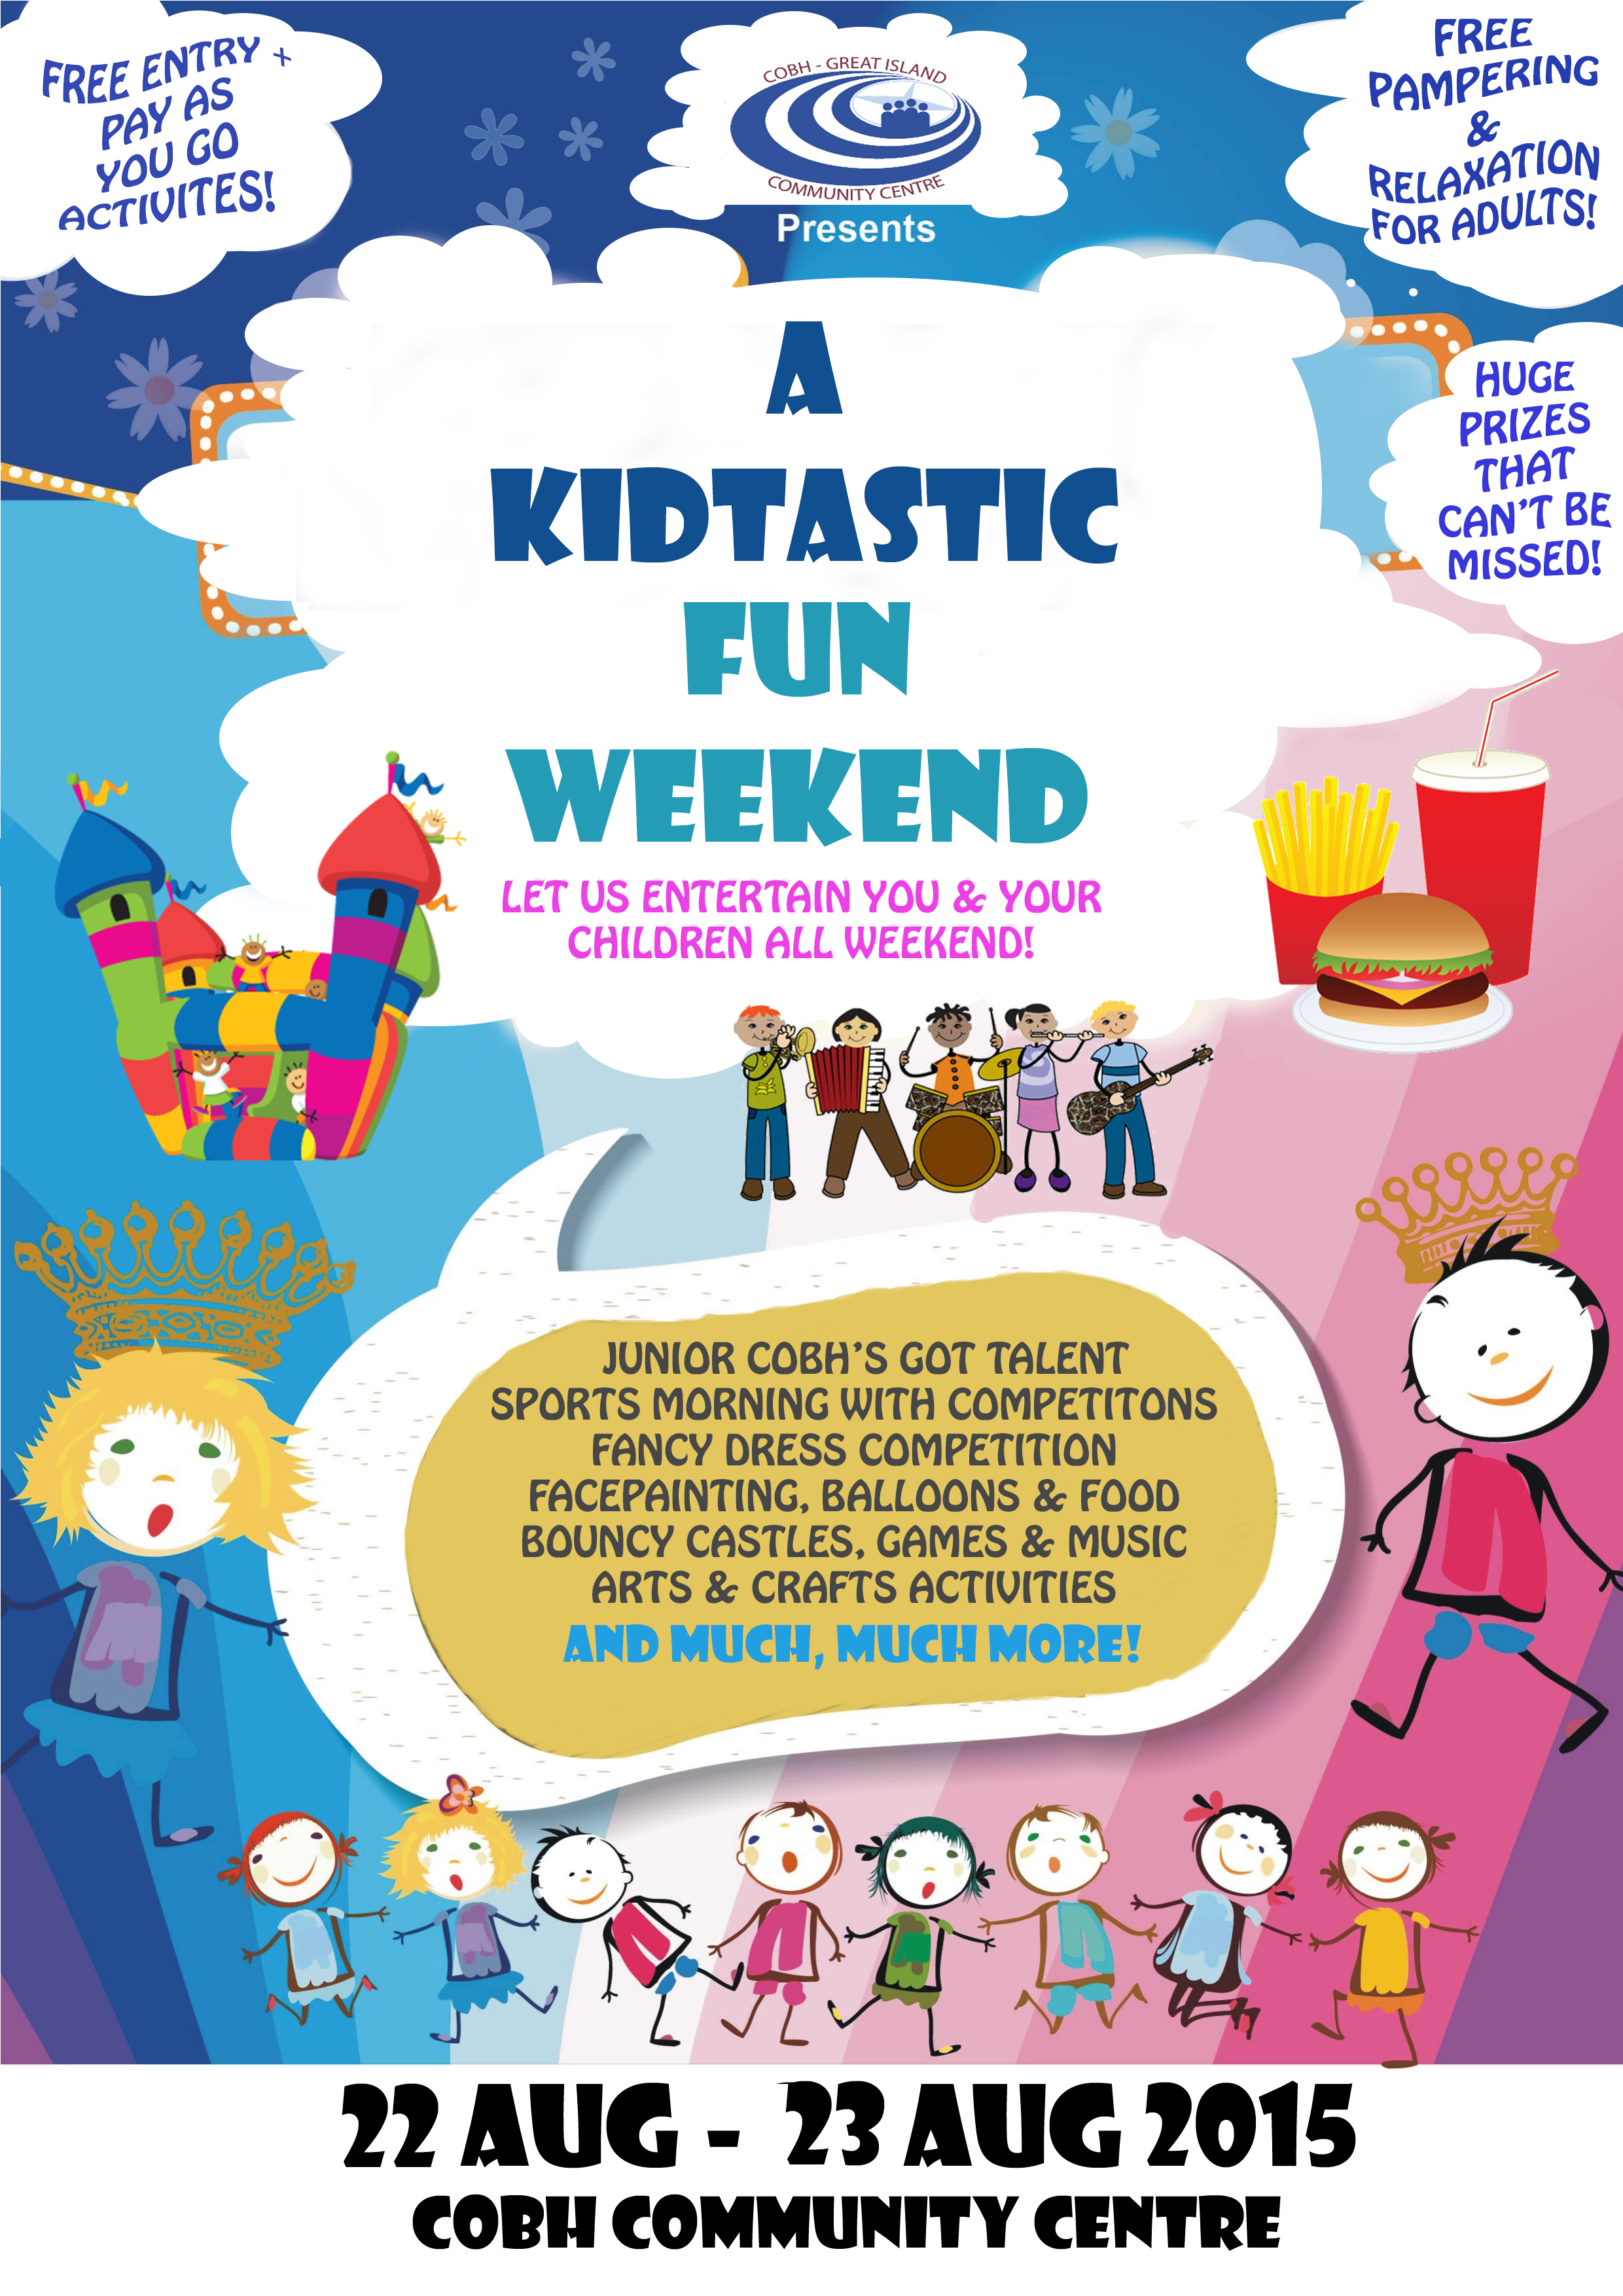 FREE ENTRY +
PAY AS
YOU GO
ACTIVITES!
COBH - GREAT ISLAND
COMMUNITY CENTRE
Presents
FREE
PAMPERING
&
RELAXATION
FOR ADULTS!
HUGE
PRIZES
THAT
CAN'T BE
MISSED!
A
KIDTASTIC
FUN
WEEKEND
LET US ENTERTAIN YOU & YOUR
CHILDREN ALL WEEKEND!
JUNIOR COBH'S GOT TALENT
SPORTS MORNING WITH COMPETITONS
FANCY DRESS COMPETITION
FACEPAINTING, BALLOONS & FOOD
BOUNCY CASTLES, GAMES & MUSIC
ARTS & CRAFTS ACTIVITIES
AND MUCH, MUCH MORE!
22 AUG - 23 AUG 2015
COBH COMMUNITY CENTRE